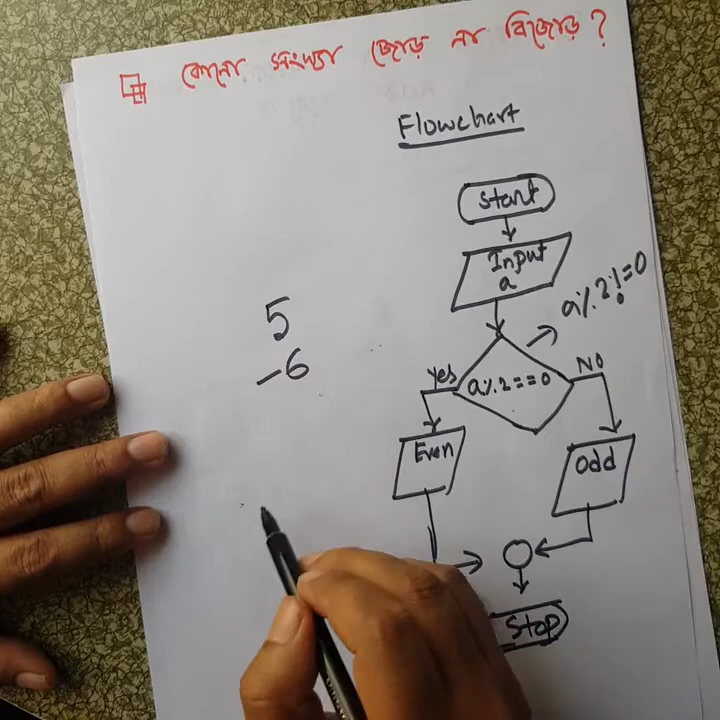 কোনো সংখ্যা জোড় না বিজোড় ?
Flowchart
Start
Input
a
a%2!=0
5
-6
Yes
a%2==0
NO
Even
Odd
Stop